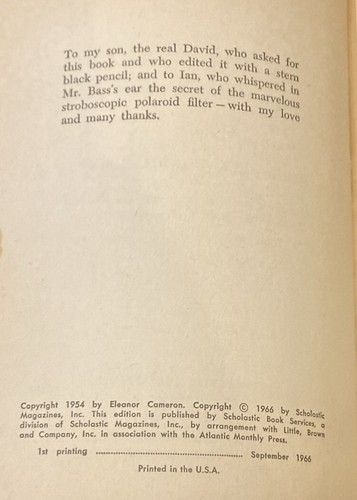 To my son, the real David, who asked for
this book and who edited it with a stern
black pencil; and to Ian, who whispered in
Mr. Bass's ear the secret of the marvelous
stroboscopic polaroid filter — with my love
and many thanks.
Copyright 1954 by Eleanor Cameron. Copyright © 1966 by Scholastic
Magazines, Inc. This edition is published by Scholastic Book Services, a
division of Scholastic Magazines, Inc., by arrangement with Little, Brown
and Company, Inc. in association with the Atlantic Monthly Press.
1st printing .................................................... September 1966
Printed in the U.S.A.